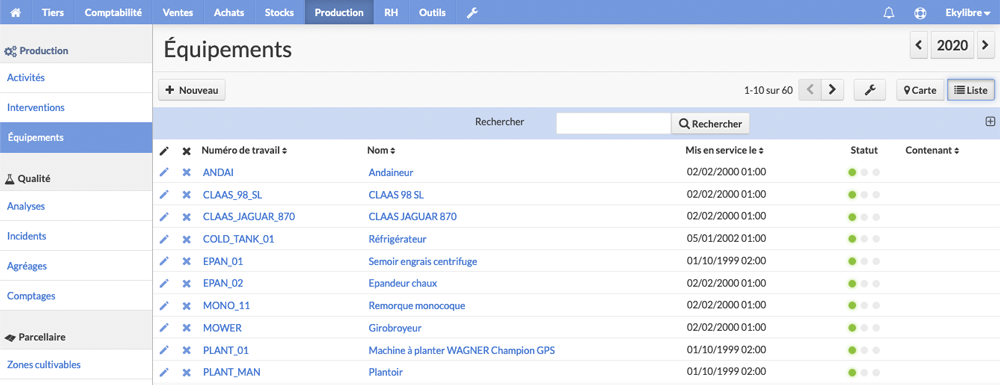 Tiers Comptabilité Ventes Achats Stocks Production RH Outils Ekylibre
Production
Activités
Interventions
Équipements
Qualité
Analyses
Incidents
Agréages
Comptages
Parcellaire
Zones cultivables
Équipements
2020
Nouveau
1-10 sur 60
Carte
Liste
Rechercher
Rechercher
Numéro de travail Nom Mis en service le Statut Contenant
ANDAI Andaineur 02/02/2000 01:00
CLAAS_98_SL CLAAS 98 SL 02/02/2000 01:00
CLAAS_JAGUAR_870 CLAAS JAGUAR 870 02/02/2000 01:00
COLD_TANK_01 Réfrigérateur 05/01/2002 01:00
EPAN_01 Semoir engrais centrifuge 01/10/1999 02:00
EPAN_02 Epandeur chaux 02/02/2000 01:00
MONO_11 Remorque monocoque 02/02/2000 01:00
MOWER Girobroyeur 02/02/2000 01:00
PLANT_01 Machine à planter WAGNER Champion GPS 01/10/1999 02:00
PLANT_MAN Plantoir 01/10/1999 02:00